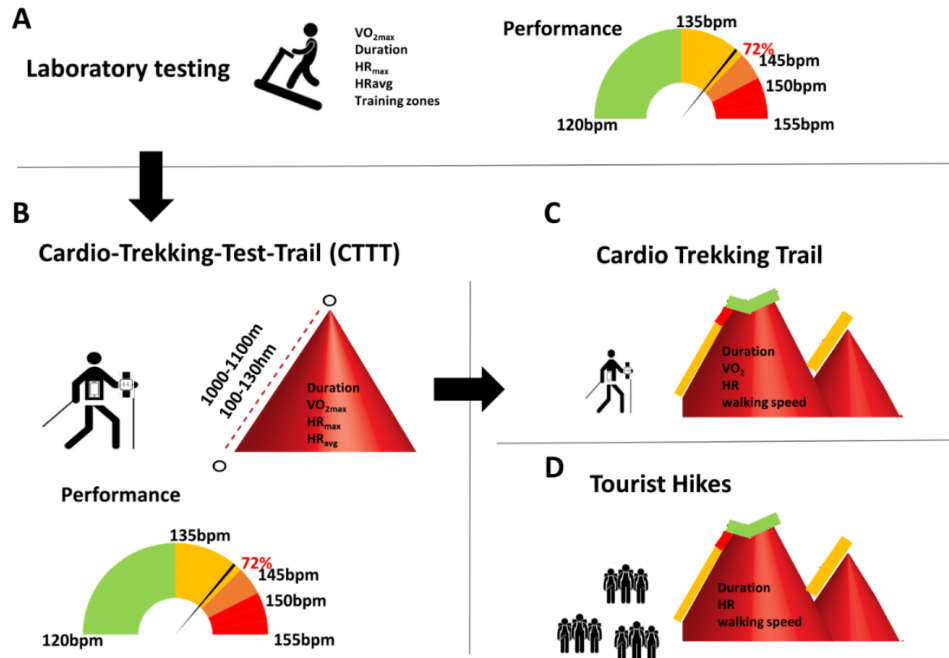 A
Laboratory testing
VO2max
Duration
HRmax
HRavg
Training zones
Performance
135bpm
72%
145bpm
150bpm
120bpm
155bpm
B
Cardio-Trekking-Test-Trail (CTTT)
1000-1100m
100-130hm
Duration
VO2max
HRmax
HRavg
Performance
135bpm
72%
145bpm
150bpm
120bpm
155bpm
C
Cardio Trekking Trail
Duration
VO2
HR
walking speed
D
Tourist Hikes
Duration
HR
walking speed